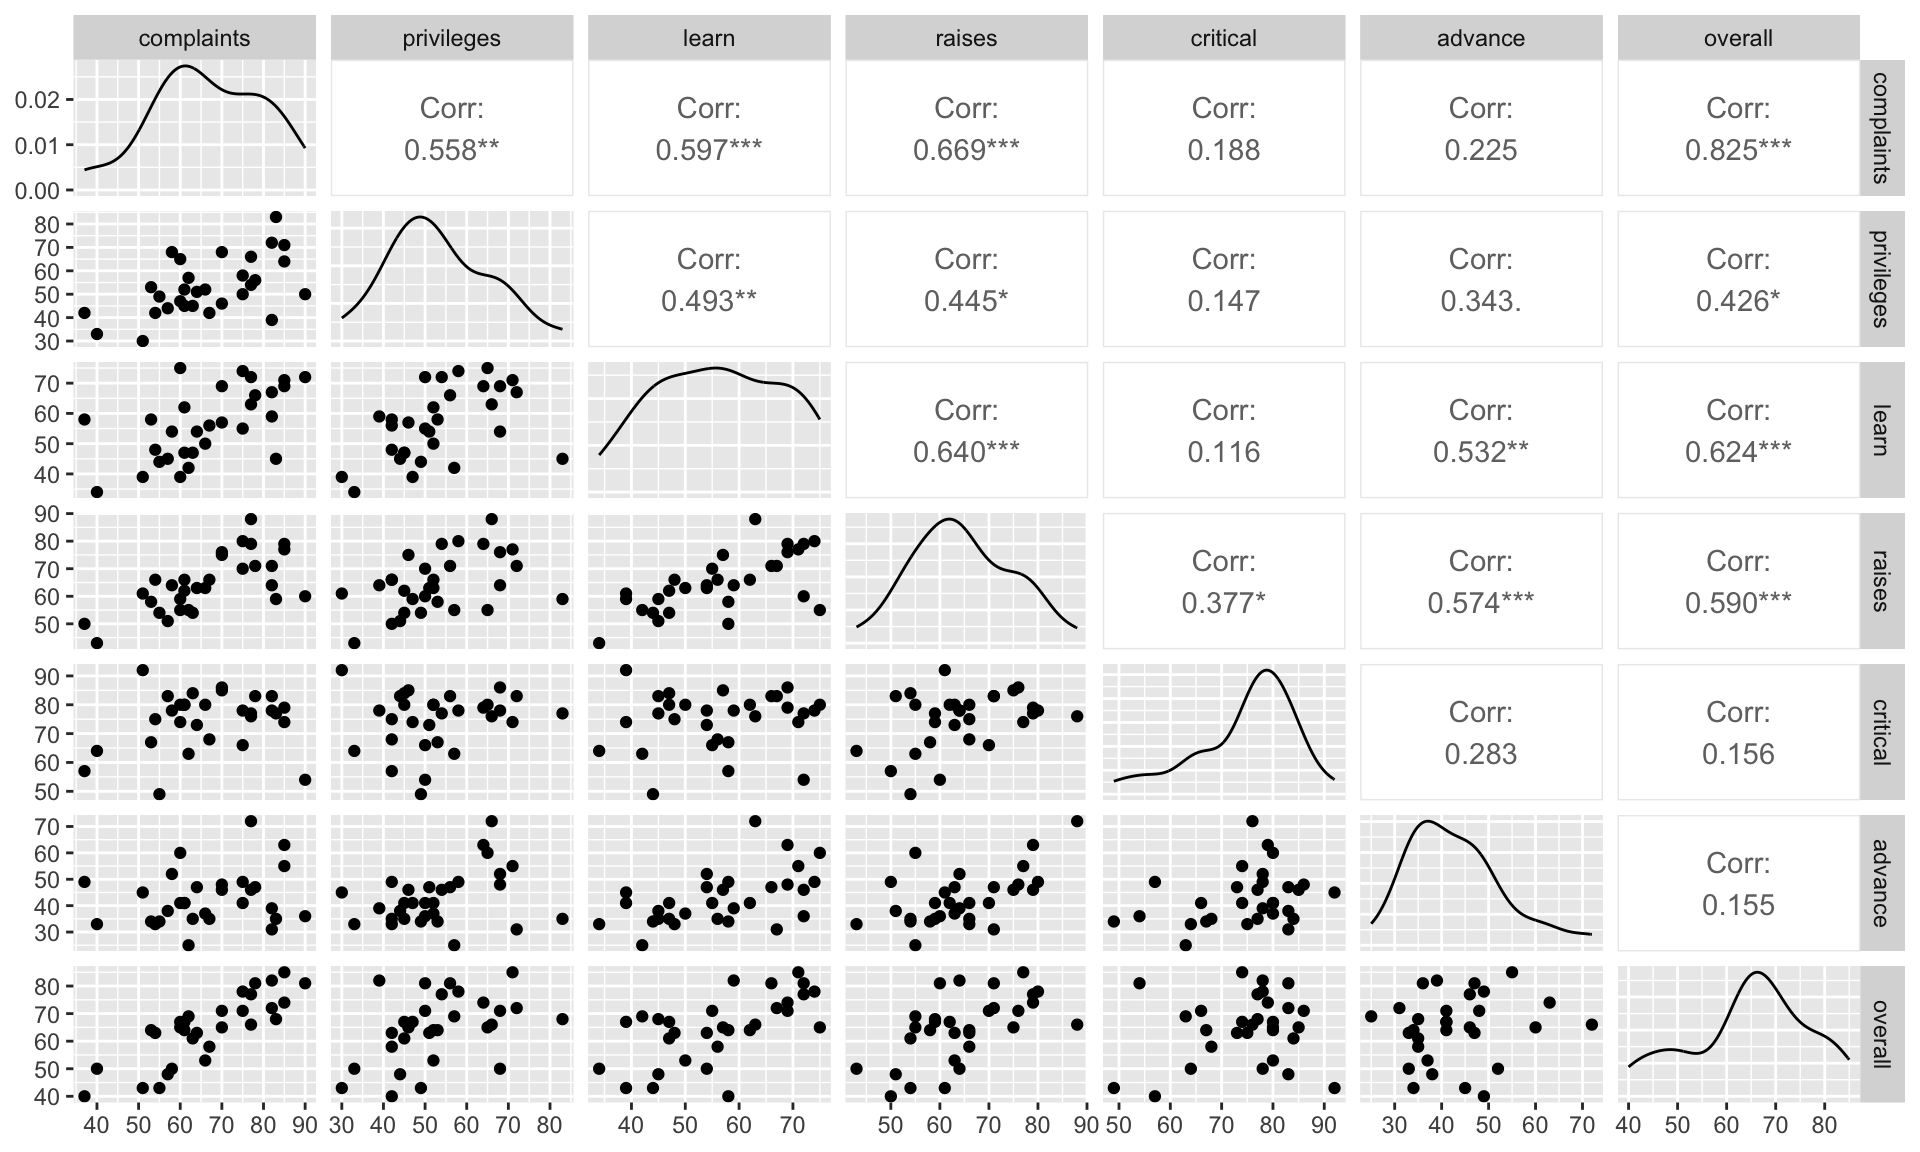 complaints privileges learn raises critical advance overall
0.02
0.01
0.00
Corr:
0.558**
Corr:
0.597***
Corr:
0.669***
Corr:
0.188
Corr:
0.225
Corr:
0.825***
complaints
80
70
60
50
40
30
Corr:
0.493**
Corr:
0.445*
Corr:
0.147
Corr:
0.343.
Corr:
0.426*
privileges
70
60
50
40
Corr:
0.640***
Corr:
0.116
Corr:
0.532**
Corr:
0.624***
learn
90
80
70
60
50
Corr:
0.377*
Corr:
0.574***
Corr:
0.590***
raises
90
80
70
60
50
Corr:
0.283
Corr:
0.156
critical
70
60
50
40
30
Corr:
0.155
advance
80
70
60
50
40
overall
40 50 60 70 80 90 30 40 50 60 70 80 40 50 60 70 50 60 70 80 90 50 60 70 80 90 30 40 50 60 70 40 50 60 70 80